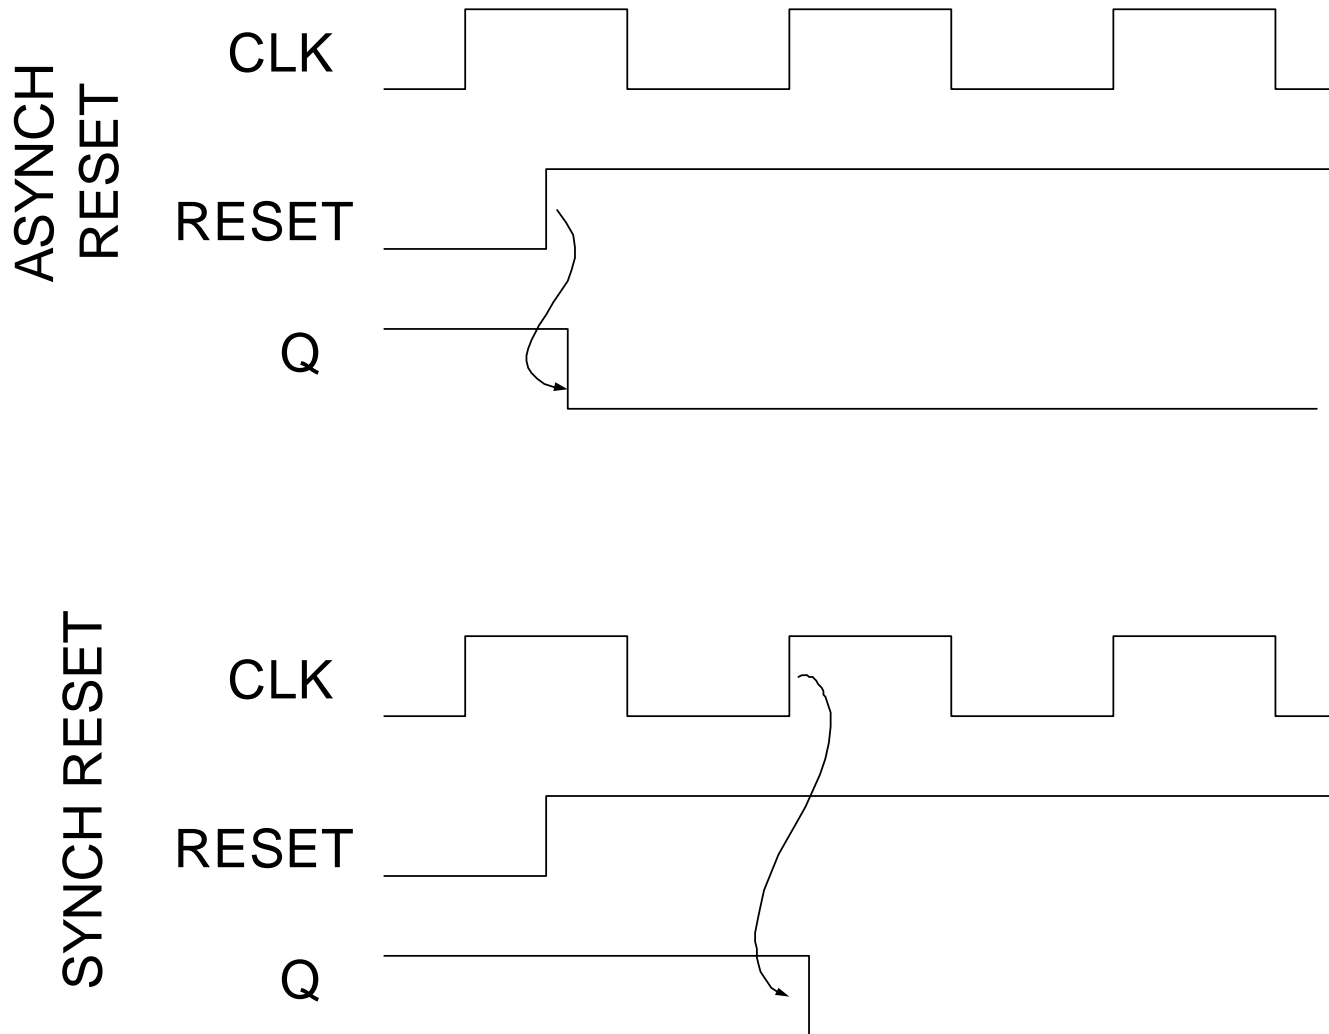 ASYNCH
RESET
CLK
RESET
Q
SYNCH RESET
CLK
RESET
Q